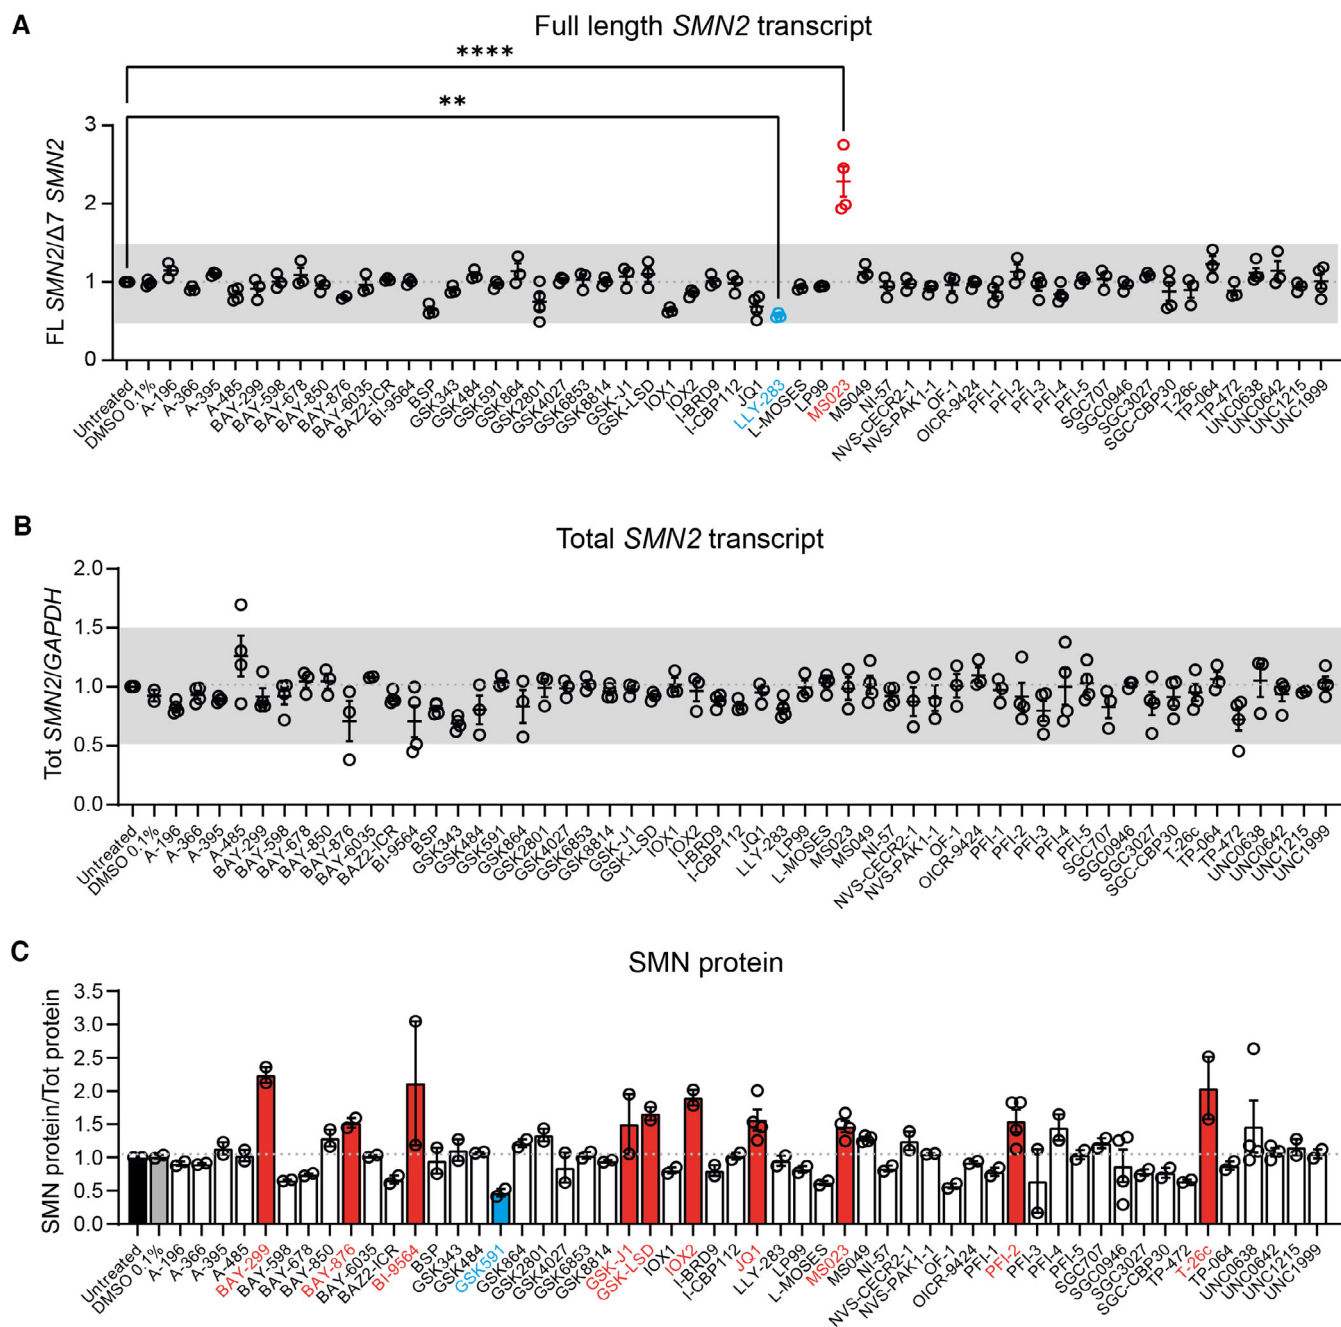 A
Full length SMN2 transcript
****
**
FL SMN2/Δ7 SMN2
3
2
1
0
Untreated
DMSO 0.1%
A-196
A-366
A-395
A-485
BAY-299
BAY-598
BAY-678
BAY-850
BAY-876
BAY-6035
BAZ2-ICR
BI-9564
BSP
GSK343
GSK484
GSK591
GSK864
GSK2801
GSK4027
GSK6853
GSK8814
GSK-J1
GSK-LSD
IOX1
IOX2
I-BRD9
I-CBP112
JQ1
LLY-283
L-MOSES
LP99
MS023
MS049
NI-57
NVS-CECR2-1
NVS-PAK1-1
OF-1
OICR-9424
PFI-1
PFI-2
PFI-3
PFI-4
PFI-5
SGC707
SGC0946
SGC3027
SGC-CBP30
T-26c
TP-064
TP-472
UNC0638
UNC0642
UNC1215
UNC1999
B
Total SMN2 transcript
Tot SMN2/GAPDH
2.0
1.5
1.0
0.5
0.0
Untreated
DMSO 0.1%
A-196
A-366
A-395
A-485
BAY-299
BAY-598
BAY-678
BAY-850
BAY-876
BAY-6035
BAZ2-ICR
BI-9564
BSP
GSK343
GSK484
GSK591
GSK864
GSK2801
GSK4027
GSK6853
GSK8814
GSK-J1
GSK-LSD
IOX1
IOX2
I-BRD9
I-CBP112
JQ1
LLY-283
LP99
L-MOSES
MS023
MS049
NI-57
NVS-CECR2-1
NVS-PAK1-1
OF-1
OICR-9424
PFI-1
PFI-2
PFI-3
PFI-4
PFI-5
SGC707
SGC0946
SGC3027
SGC-CBP30
T-26c
TP-064
TP-472
UNC0638
UNC0642
UNC1215
UNC1999
C
SMN protein
SMN protein/Tot protein
3.5
3.0
2.5
2.0
1.5
1.0
0.5
0.0
Untreated
DMSO 0.1%
A-196
A-366
A-395
A-485
BAY-299
BAY-598
BAY-678
BAY-850
BAY-876
BAY-6035
BAZ2-ICR
BI-9564
BSP
GSK343
GSK484
GSK591
GSK864
GSK2801
GSK4027
GSK6853
GSK8814
GSK-J1
GSK-LSD
IOX1
IOX2
I-BRD9
I-CBP112
JQ1
LLY-283
LP99
L-MOSES
MS023
MS049
NI-57
NVS-CECR2-1
NVS-PAK1-1
OF-1
OICR-9424
PFI-1
PFI-2
PFI-3
PFI-4
PFI-5
SGC707
SGC0946
SGC3027
SGC-CBP30
TP-472
T-26c
TP-064
UNC0638
UNC0642
UNC1215
UNC1999